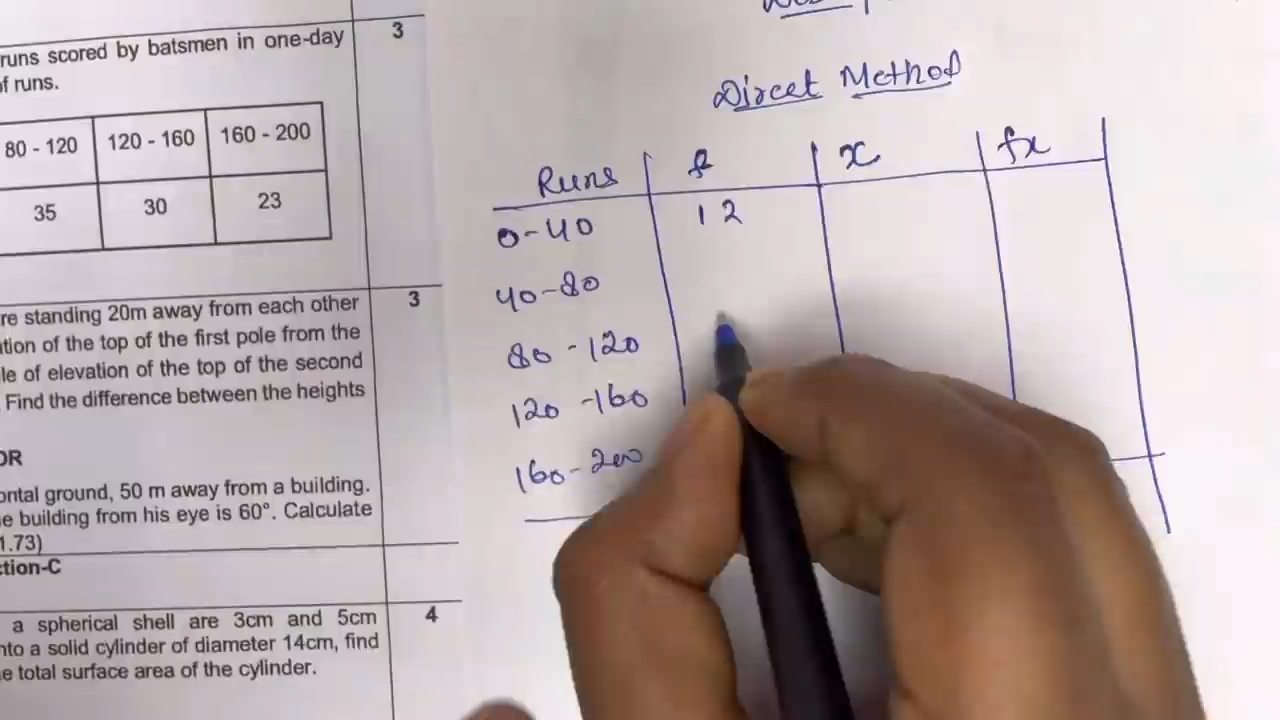 runs scored by batsmen in one-day 3
of runs.
80 - 120 120 - 160 160 - 200
35 30 23
re standing 20m away from each other 3
tion of the top of the first pole from the
le of elevation of the top of the second
Find the difference between the heights
OR
ontal ground, 50 m away from a building.
e building from his eye is 60°. Calculate
1.73)
ction-C
a spherical shell are 3cm and 5cm 4
nto a solid cylinder of diameter 14cm, find
e total surface area of the cylinder.
Direct Method
Runs f x fx
0-40 12
40-80
80-120
120-160
160-200